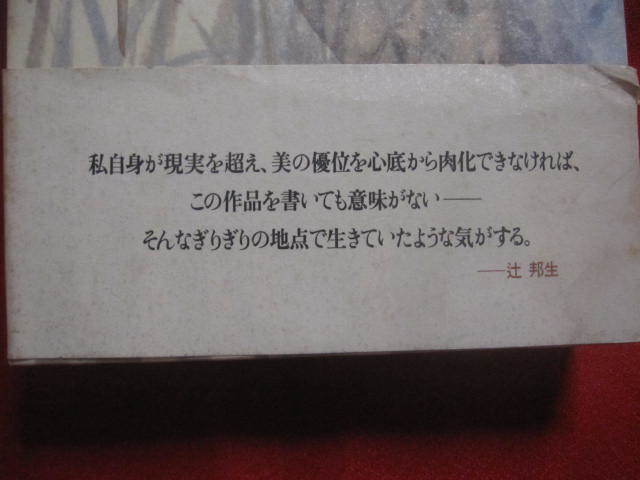 私自身が現実を超え、美の優位を心底から肉化できなければ、
この作品を書いても意味がない──
そんなぎりぎりの地点で生きていたような気がする。
──辻 邦生